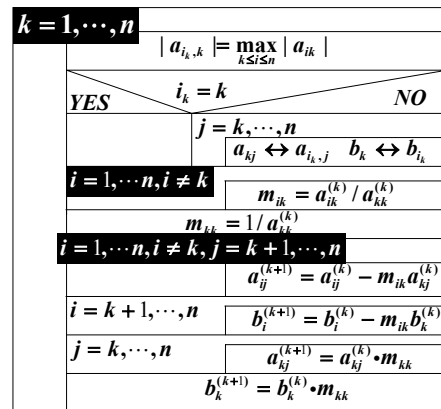 k = 1,⋯,n
| a_{i_k,k} |= max_{k≤i≤n} | a_{ik} |
i_k = k
YES NO
j = k,⋯,n
a_{kj} ↔ a_{i_k,j} b_k ↔ b_{i_k}
i = 1,⋯n,i ≠ k
m_{ik} = a_{ik}^{(k)} / a_{kk}^{(k)}
m_{kk} = 1/ a_{kk}^{(k)}
i = 1,⋯n,i ≠ k, j = k +1,⋯,n
a_{ij}^{(k+1)} = a_{ij}^{(k)} − m_{ik} a_{kj}^{(k)}
i = k +1,⋯,n
b_i^{(k+1)} = b_i^{(k)} − m_{ik} b_k^{(k)}
j = k,⋯,n
a_{kj}^{(k+1)} = a_{kj}^{(k)} • m_{kk}
b_k^{(k+1)} = b_k^{(k)} • m_{kk}